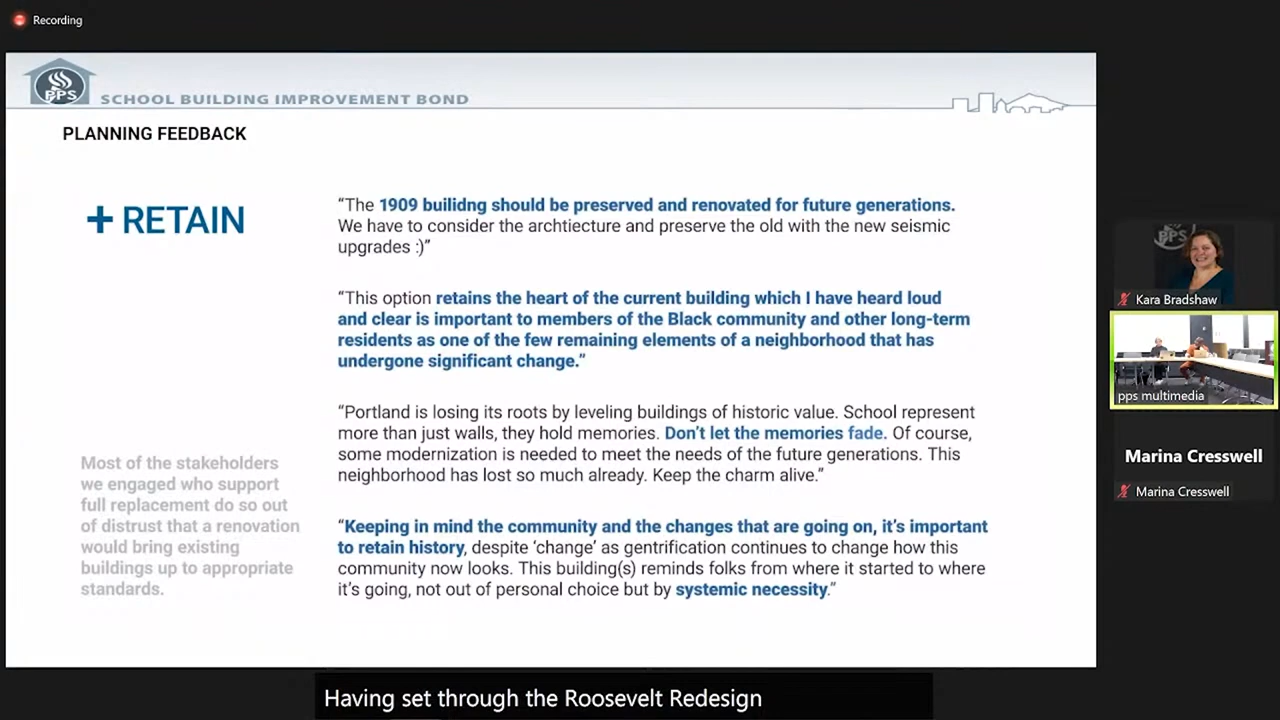 Recording
PPS
SCHOOL BUILDING IMPROVEMENT BOND
PLANNING FEEDBACK
+ RETAIN
“The 1909 builidng should be preserved and renovated for future generations.
We have to consider the archtiecture and preserve the old with the new seismic
upgrades :)”
“This option retains the heart of the current building which I have heard loud
and clear is important to members of the Black community and other long-term
residents as one of the few remaining elements of a neighborhood that has
undergone significant change.”
“Portland is losing its roots by leveling buildings of historic value. School represent
more than just walls, they hold memories. Don’t let the memories fade. Of course,
some modernization is needed to meet the needs of the future generations. This
neighborhood has lost so much already. Keep the charm alive.”
“Keeping in mind the community and the changes that are going on, it’s important
to retain history, despite ‘change’ as gentrification continues to change how this
community now looks. This building(s) reminds folks from where it started to where
it’s going, not out of personal choice but by systemic necessity.”
Most of the stakeholders
we engaged who support
full replacement do so out
of distrust that a renovation
would bring existing
buildings up to appropriate
standards.
PPS
Kara Bradshaw
pps multimedia
Marina Cresswell
Marina Cresswell
Having set through the Roosevelt Redesign